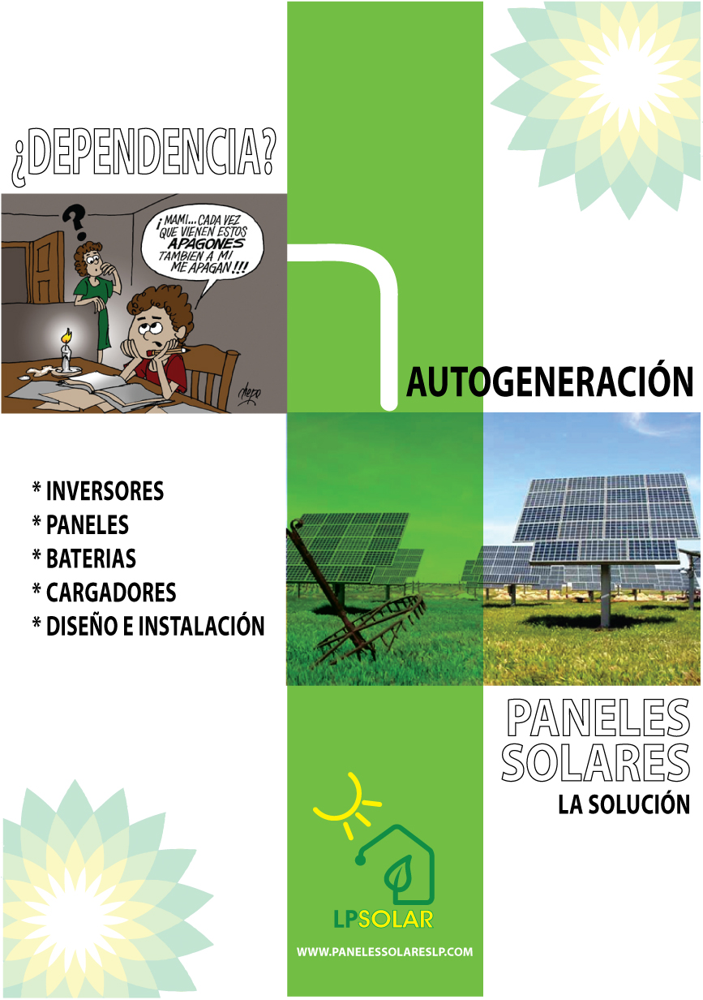 ¿DEPENDENCIA?
?
¡MAMI...CADA VEZ
QUE VIENEN ESTOS
APAGONES
TAMBIEN A MI
ME APAGAN!!!
chepo
AUTOGENERACIÓN
* INVERSORES
* PANELES
* BATERIAS
* CARGADORES
* DISEÑO E INSTALACIÓN
PANELES
SOLARES
LA SOLUCIÓN
LPSOLAR
WWW.PANELESSOLARESLP.COM